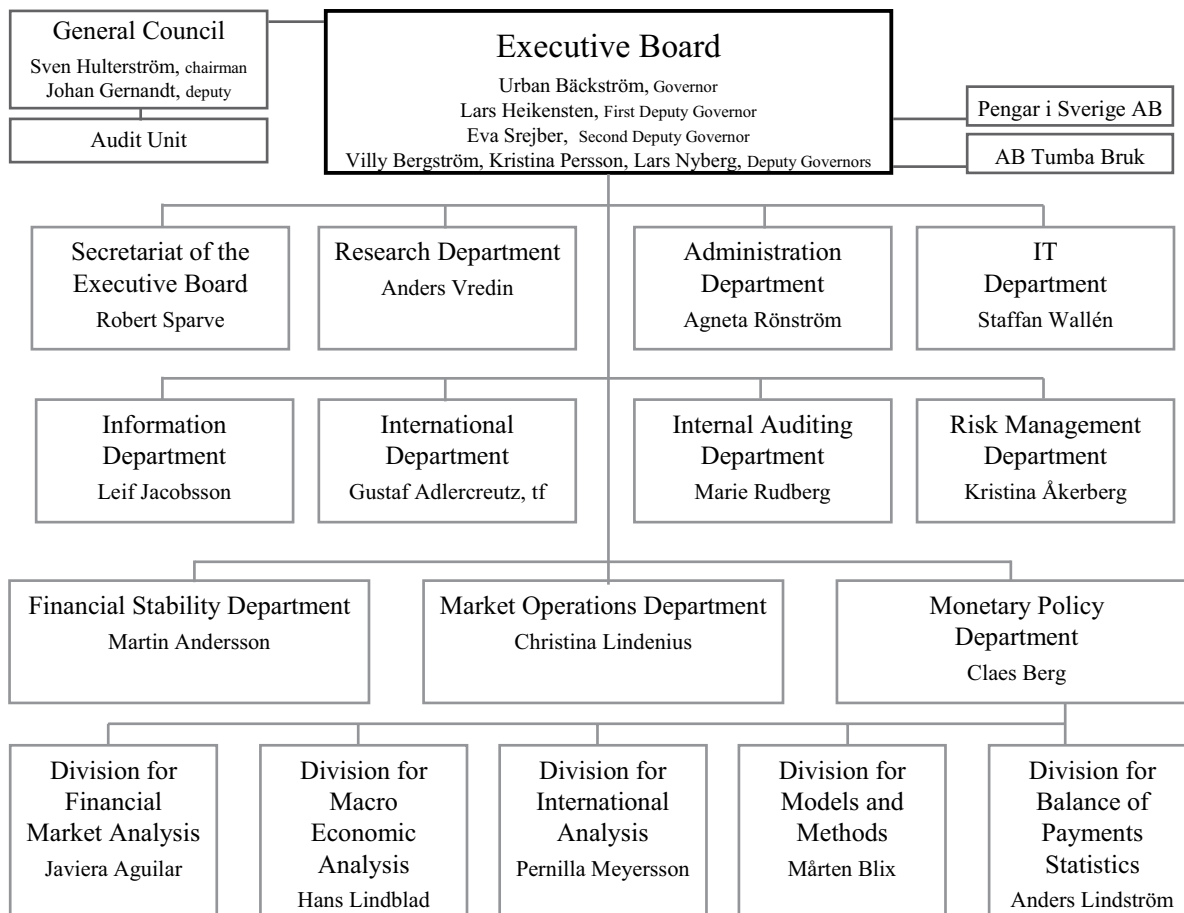 General Council
Sven Hulterström, chairman
Johan Gernandt, deputy
Audit Unit
Executive Board
Urban Bäckström, Governor
Lars Heikensten, First Deputy Governor
Eva Srejber, Second Deputy Governor
Villy Bergström, Kristina Persson, Lars Nyberg, Deputy Governors
Pengar i Sverige AB
AB Tumba Bruk
Secretariat of the
Executive Board
Robert Sparve
Research Department
Anders Vredin
Administration
Department
Agneta Rönström
IT
Department
Staffan Wallén
Information
Department
Leif Jacobsson
International
Department
Gustaf Adlercreutz, tf
Internal Auditing
Department
Marie Rudberg
Risk Management
Department
Kristina Åkerberg
Financial Stability Department
Martin Andersson
Market Operations Department
Christina Lindenius
Monetary Policy
Department
Claes Berg
Division for
Financial
Market Analysis
Javiera Aguilar
Division for
Macro
Economic
Analysis
Hans Lindblad
Division for
International
Analysis
Pernilla Meyersson
Division for
Models and
Methods
Mårten Blix
Division for
Balance of
Payments
Statistics
Anders Lindström